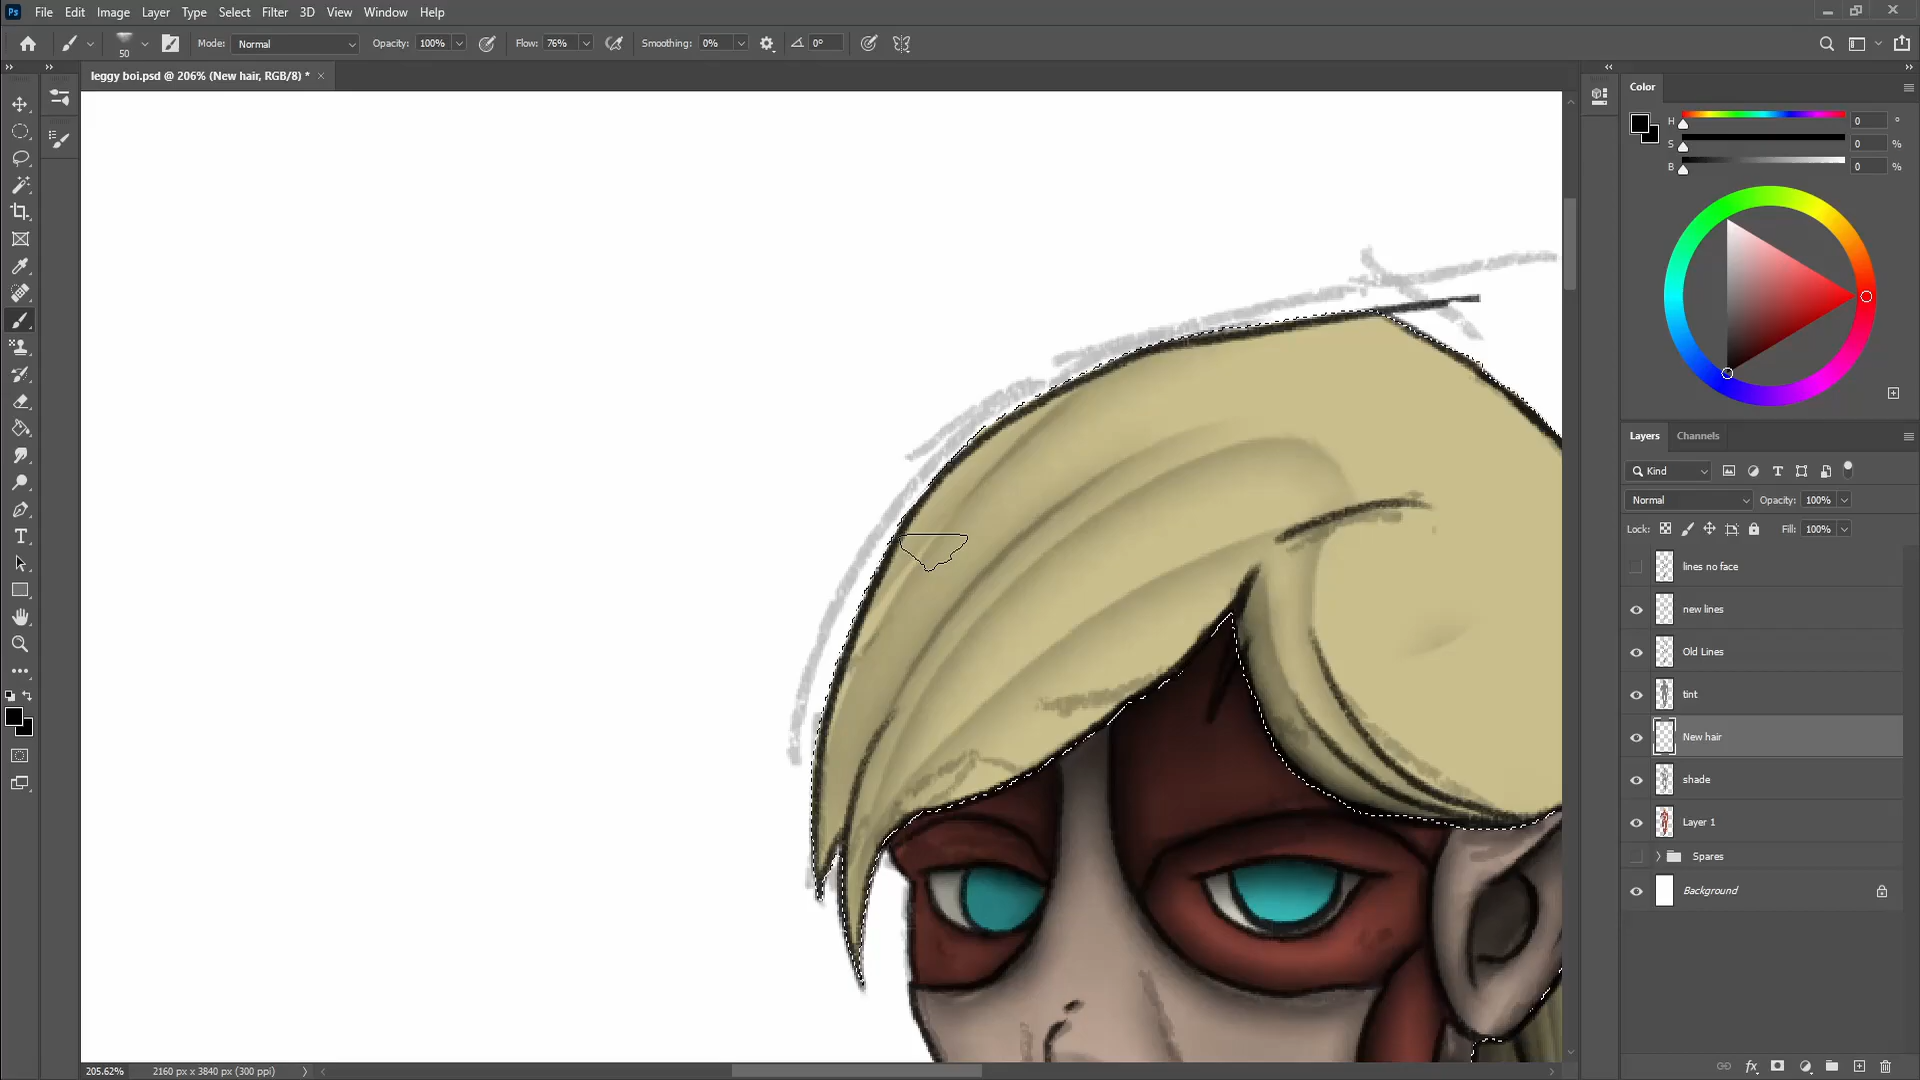 Ps File Edit Image Layer Type Select Filter 3D View Window Help
50 Mode: Normal Opacity: 100% Flow: 76% Smoothing: 0% 0°
leggy boi.psd @ 206% (New hair, RGB/8) * ×
Color
H 0 °
S 0 %
B 0 %
Layers Channels
Kind
Normal Opacity: 100%
Lock: Fill: 100%
lines no face
new lines
Old Lines
tint
New hair
shade
Layer 1
Spares
Background
205.62% 2160 px x 3840 px (300 ppi)